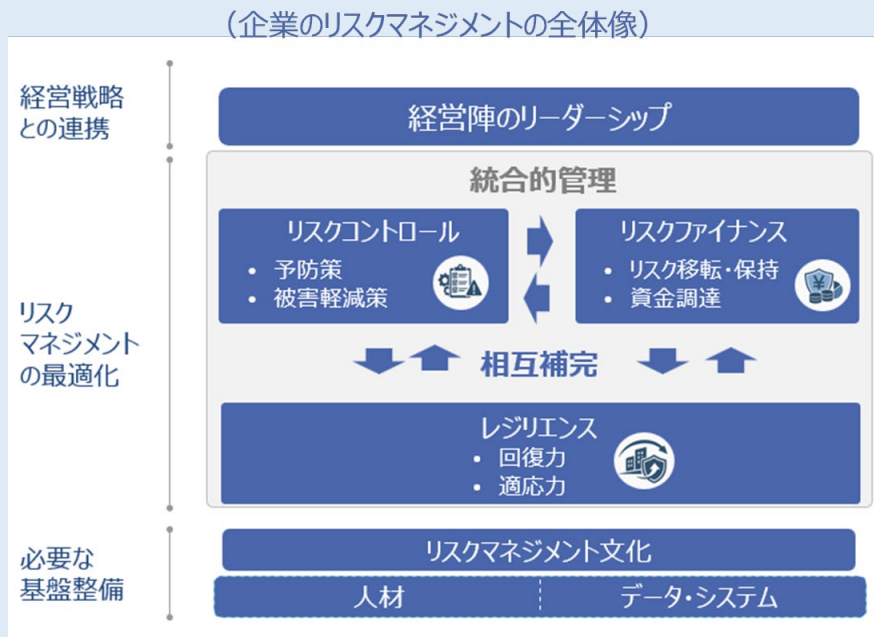 （企業のリスクマネジメントの全体像）
経営戦略
との連携
経営陣のリーダーシップ
統合的管理
リスクコントロール
• 予防策
• 被害軽減策
リスクファイナンス
• リスク移転・保持
• 資金調達
リスク
マネジメント
の最適化
相互補完
レジリエンス
• 回復力
• 適応力
必要な
基盤整備
リスクマネジメント文化
人材
データ・システム